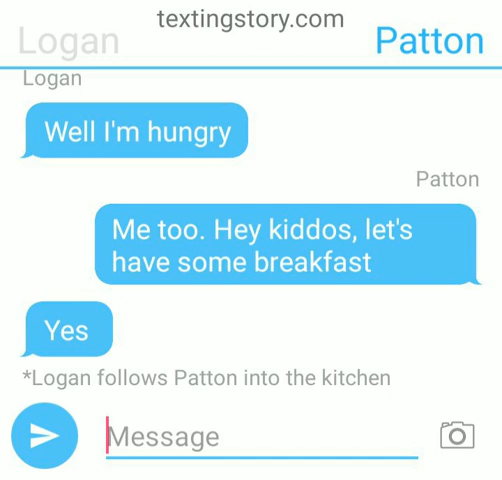 textingstory.com
Logan
Patton
Logan
Well I'm hungry
Patton
Me too. Hey kiddos, let's
have some breakfast
Yes
*Logan follows Patton into the kitchen
Message